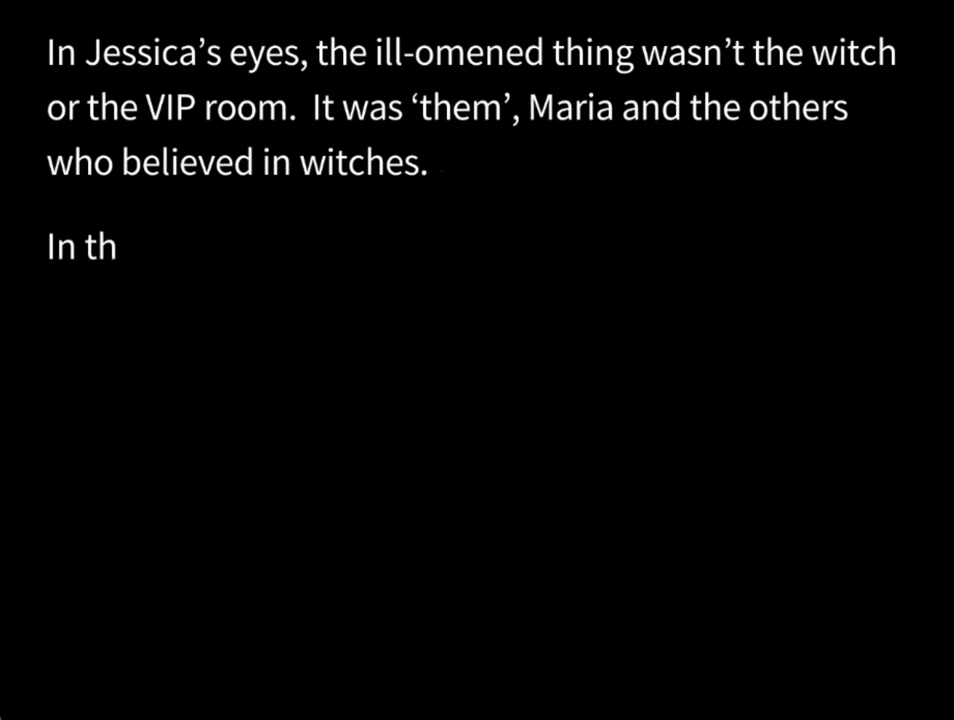 In Jessica’s eyes, the ill-omened thing wasn’t the witch
or the VIP room.  It was ‘them’, Maria and the others
who believed in witches.
In th